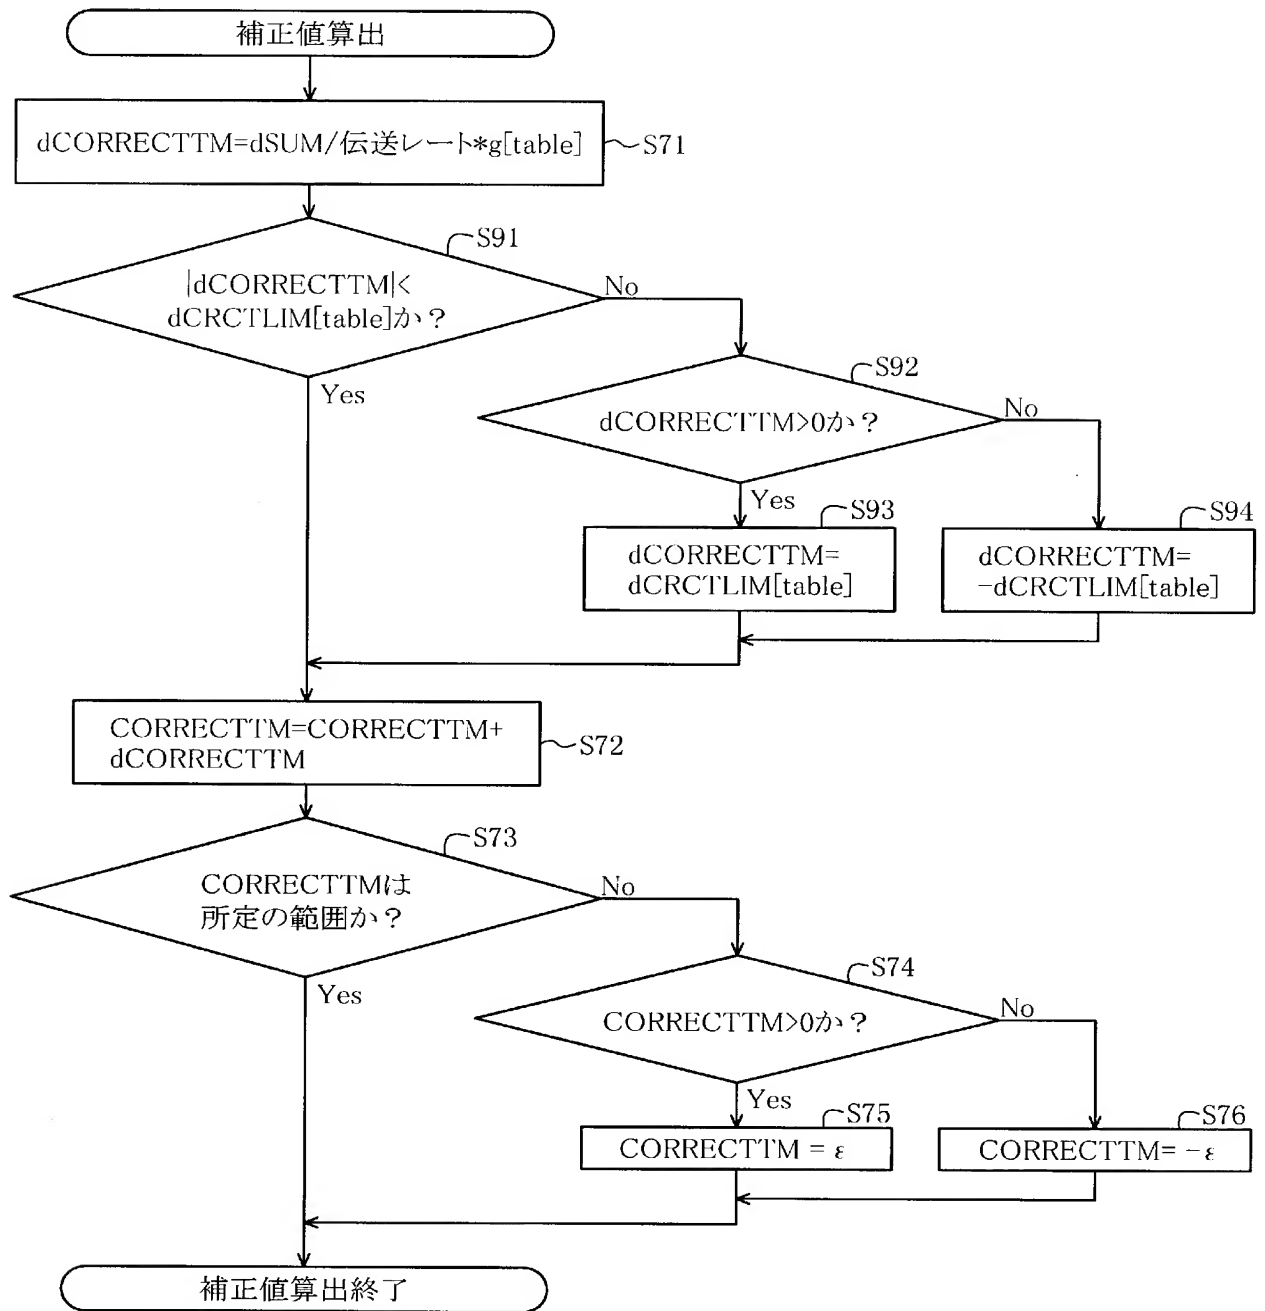 補正値算出
dCORRECTTM=dSUM/伝送レート*g[table]
S71
S91
|dCORRECTTM|<
dCRCTLIM[table]か？
No
Yes
S92
dCORRECTTM>0か？
No
Yes
S93
dCORRECTTM=
dCRCTLIM[table]
S94
dCORRECTTM=
-dCRCTLIM[table]
CORRECTTM=CORRECTTM+
dCORRECTTM
S72
S73
CORRECTTMは
所定の範囲か？
No
Yes
S74
CORRECTTM>0か？
No
Yes
S75
CORRECTTM = ε
S76
CORRECTTM= -ε
補正値算出終了